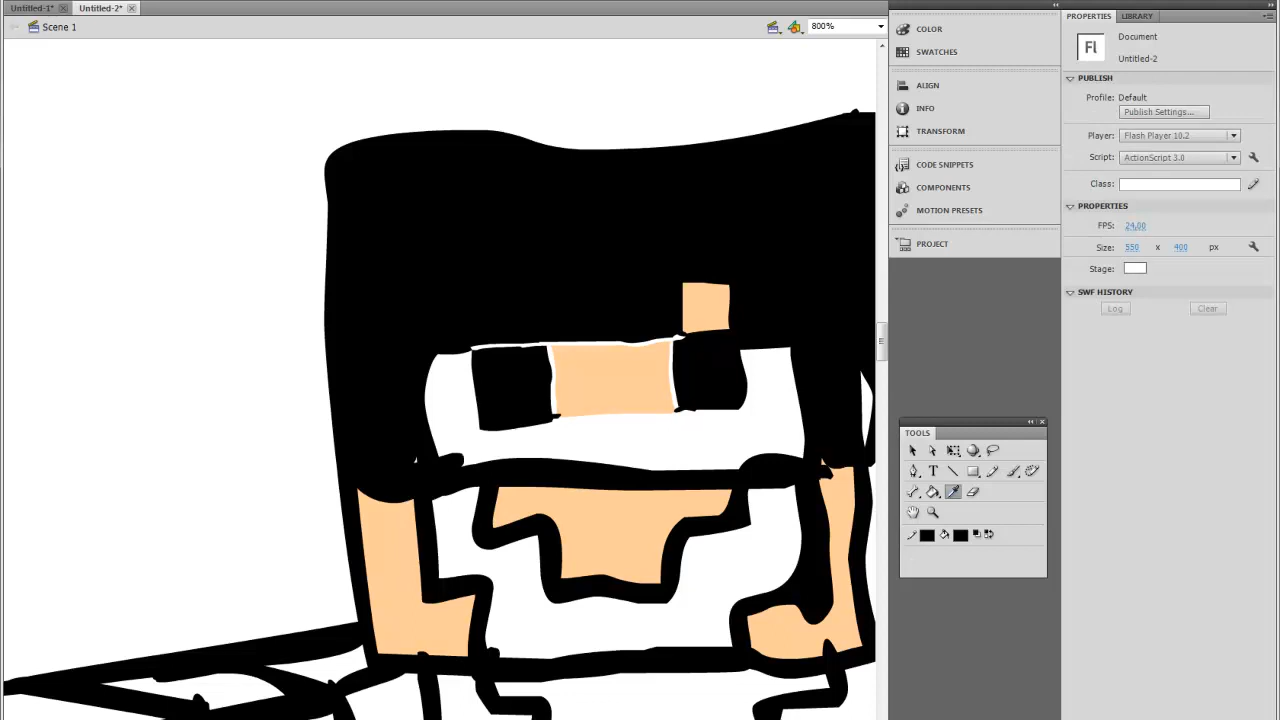 Untitled-1*
Untitled-2*
Scene 1
800%
COLOR
SWATCHES
ALIGN
INFO
TRANSFORM
CODE SNIPPETS
COMPONENTS
MOTION PRESETS
PROJECT
TOOLS
T
PROPERTIES
LIBRARY
Fl
Document
Untitled-2
PUBLISH
Profile: Default
Publish Settings...
Player: Flash Player 10.2
Script: ActionScript 3.0
Class:
PROPERTIES
FPS: 24,00
Size: 550 x 400 px
Stage:
SWF HISTORY
Log
Clear